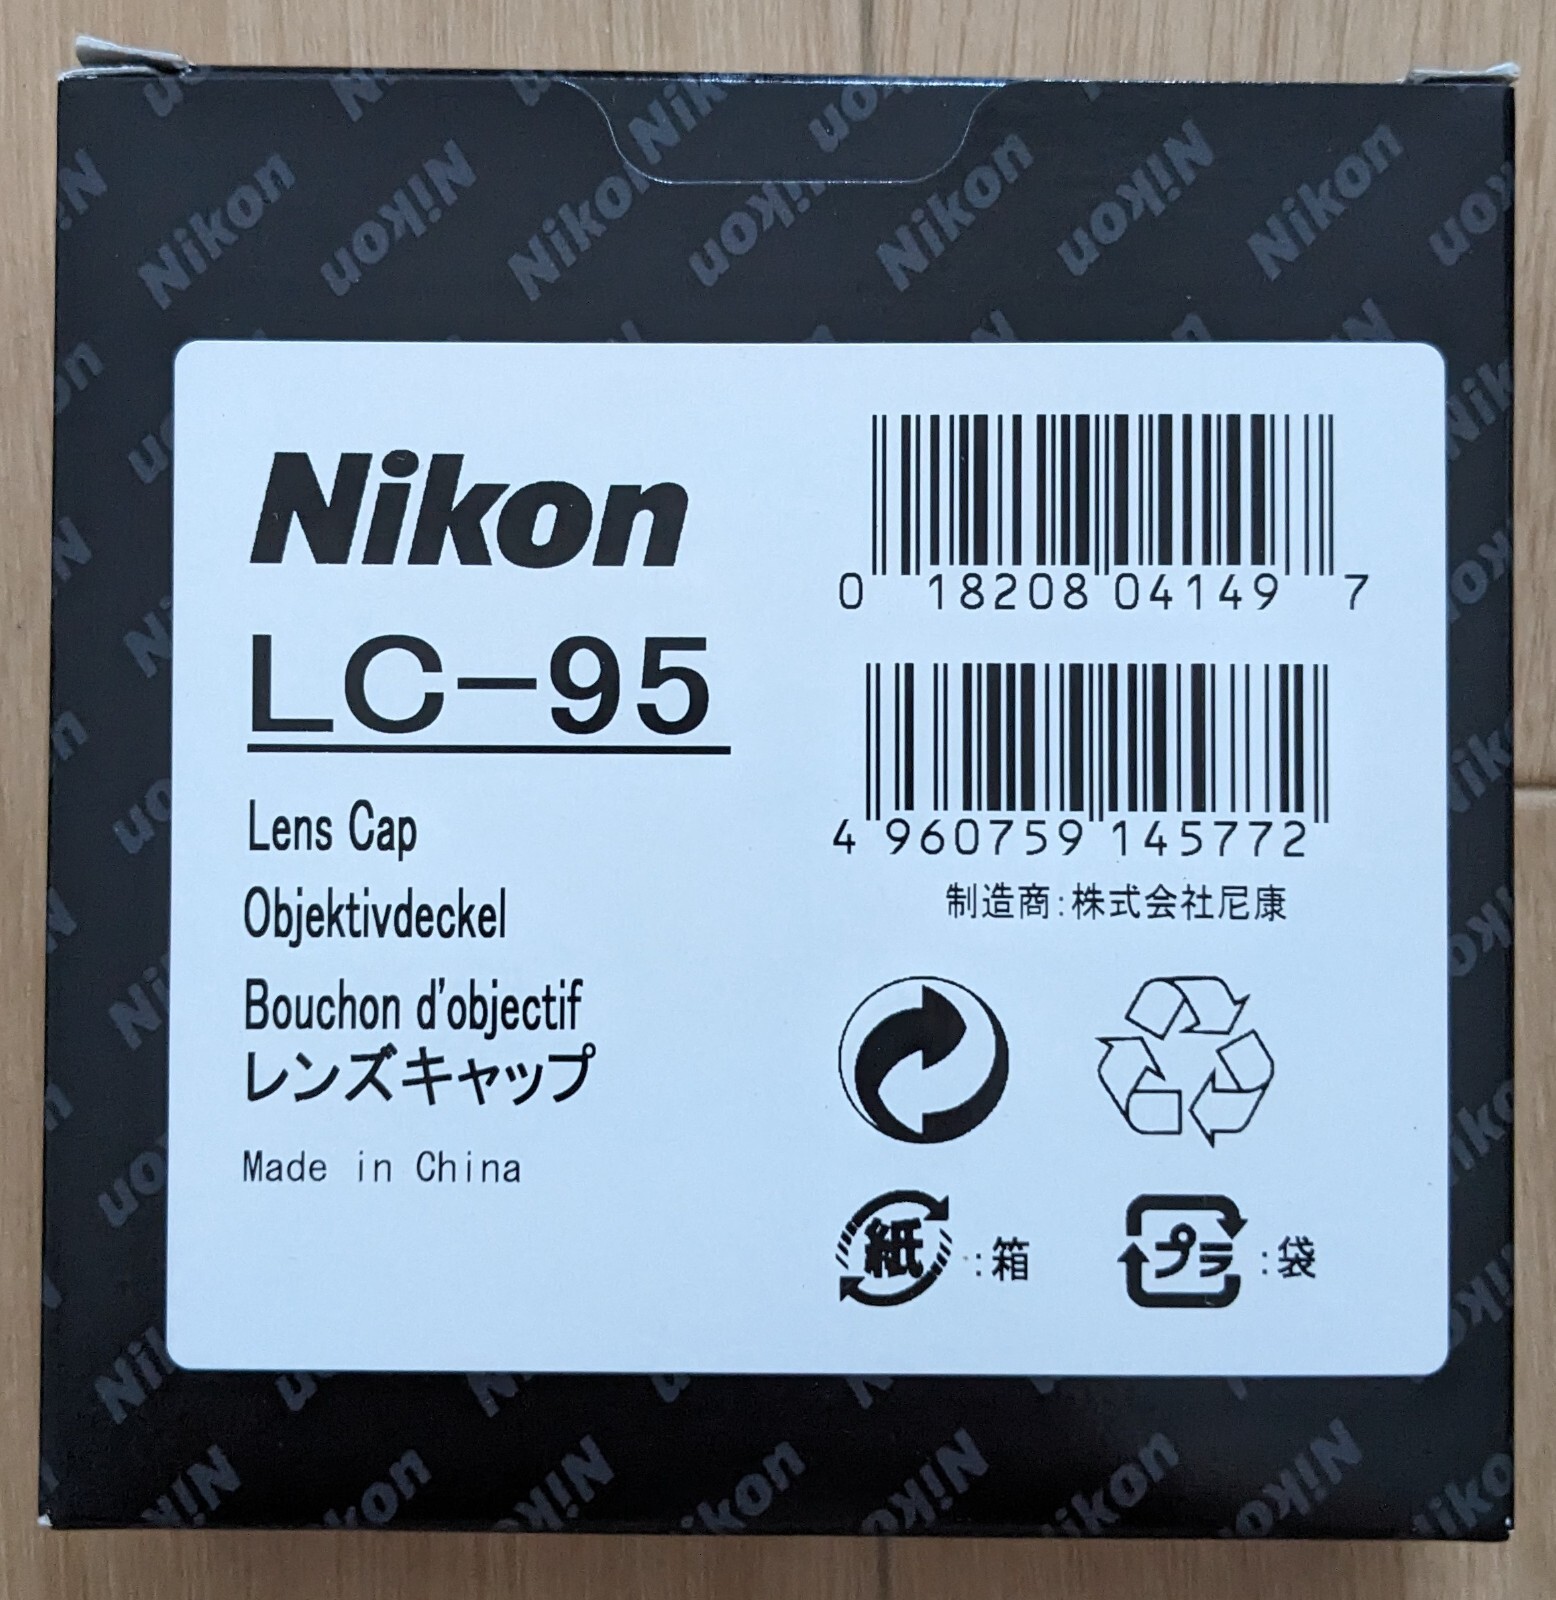 Nikon
LC-95
Lens Cap
Objektivdeckel
Bouchon d'objectif
レンズキャップ
Made in China
0 18208 04149 7
4 960759 145772
制造商:株式会社尼康
紙 :箱
プラ :袋